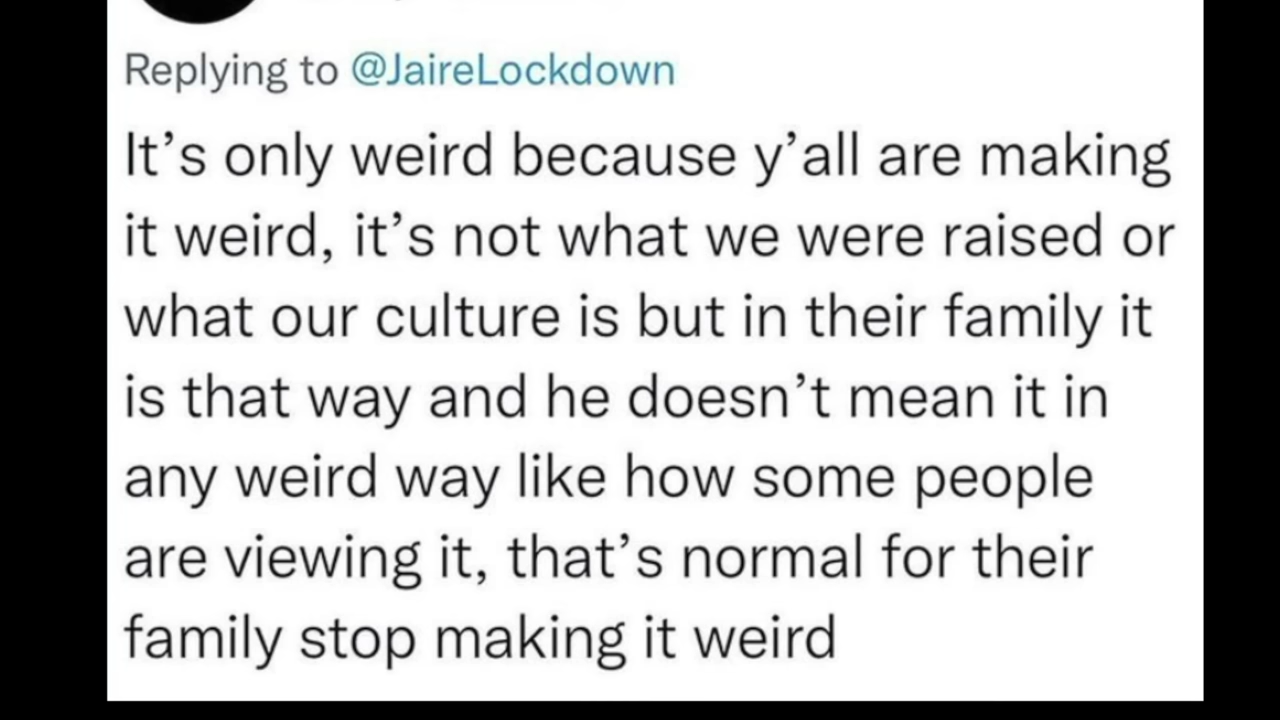 Replying to @JaireLockdown
It’s only weird because y’all are making
it weird, it’s not what we were raised or
what our culture is but in their family it
is that way and he doesn’t mean it in
any weird way like how some people
are viewing it, that’s normal for their
family stop making it weird